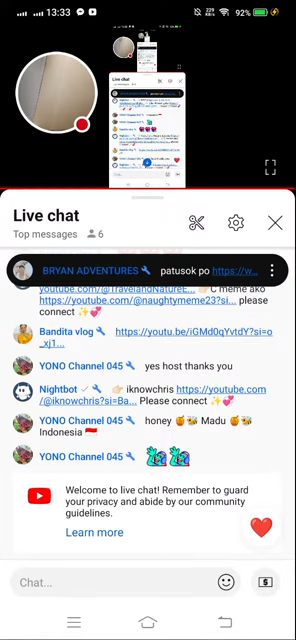 13:33
229 KB/s
92%
Live chat
Top messages 6
BRYAN ADVENTURES patusok po https://w...
youtube.com/@TravelandNatureE...
👉🏻C meme ako
https://youtube.com/@naughtymeme23?si... please
connect ✨💞
Bandita vlog https://youtu.be/iGMd0qYvtdY?si=o
_xj1...
YONO Channel 045 yes host thanks you
Nightbot 👉🏻 iknowchris https://youtube.com
/@iknowchris?si=Ba... Please connect ✨💞
YONO Channel 045 honey 🍯🐝 Madu 🍯🐝
Indonesia 🇮🇩
YONO Channel 045
Welcome to live chat! Remember to guard
your privacy and abide by our community
guidelines.
Learn more
Chat...